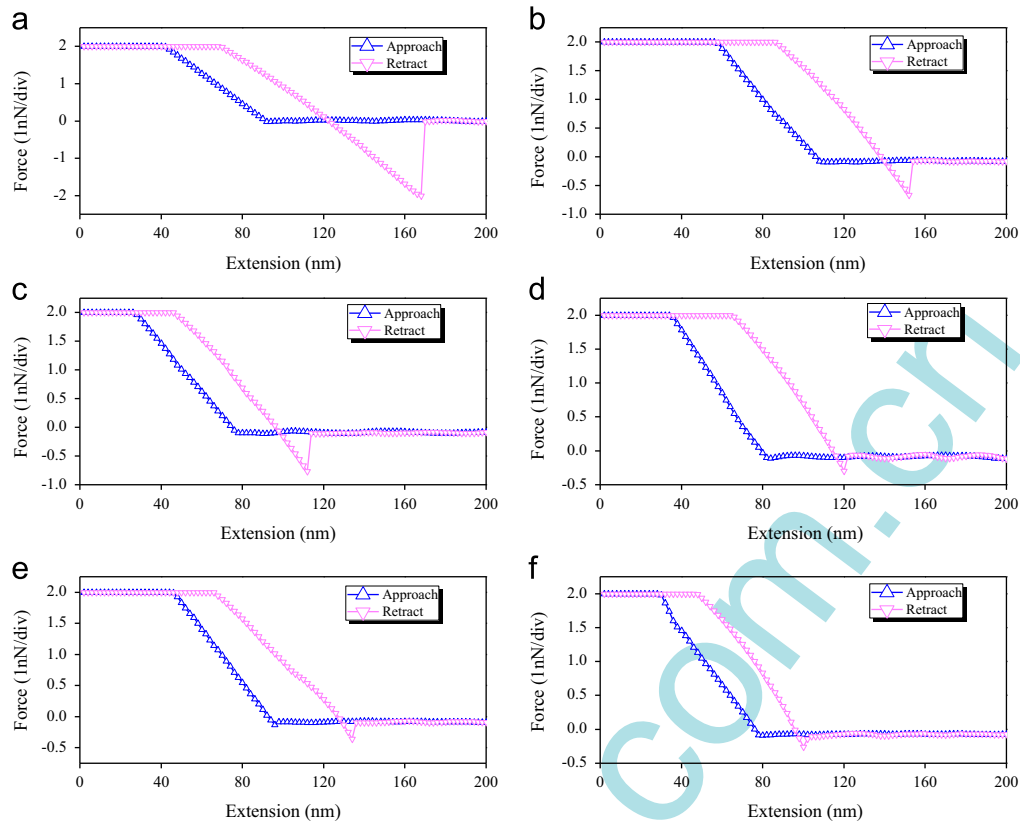 a
Approach
Retract
Force (1nN/div)
2
1
0
-1
-2
0 40 80 120 160 200
Extension (nm)
b
Approach
Retract
Force (1nN/div)
2.0
1.5
1.0
0.5
0.0
-0.5
-1.0
0 40 80 120 160 200
Extension (nm)
c
Approach
Retract
Force (1nN/div)
2.0
1.5
1.0
0.5
0.0
-0.5
-1.0
0 40 80 120 160 200
Extension (nm)
d
Approach
Retract
Force (1nN/div)
2.0
1.5
1.0
0.5
0.0
-0.5
0 40 80 120 160 200
Extension (nm)
e
Approach
Retract
Force (1nN/div)
2.0
1.5
1.0
0.5
0.0
-0.5
0 40 80 120 160 200
Extension (nm)
f
Approach
Retract
Force (1nN/div)
2.0
1.5
1.0
0.5
0.0
-0.5
0 40 80 120 160 200
Extension (nm)
com.cn